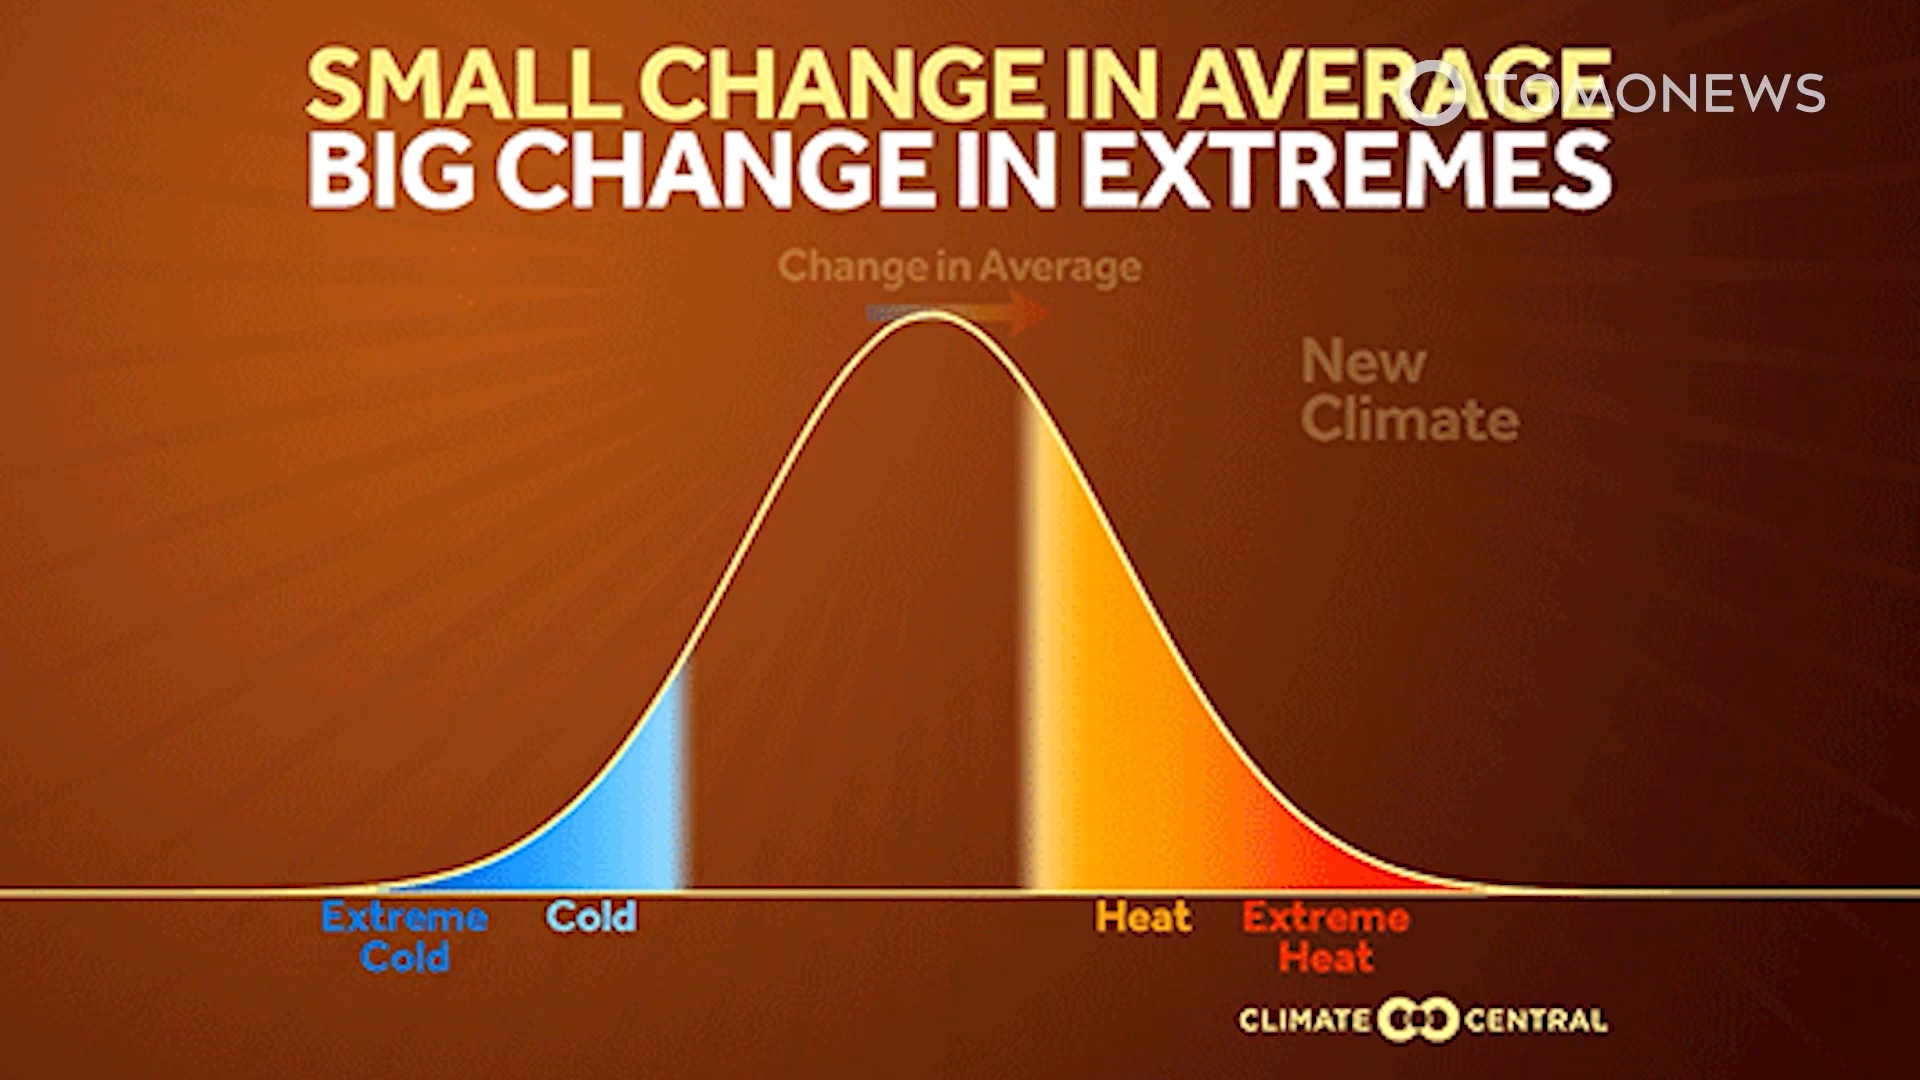 SMALL CHANGE IN AVERAGE
TOMONEWS
BIG CHANGE IN EXTREMES
Change in Average
New
Climate
Extreme
Cold
Cold
Heat
Extreme
Heat
CLIMATE CENTRAL